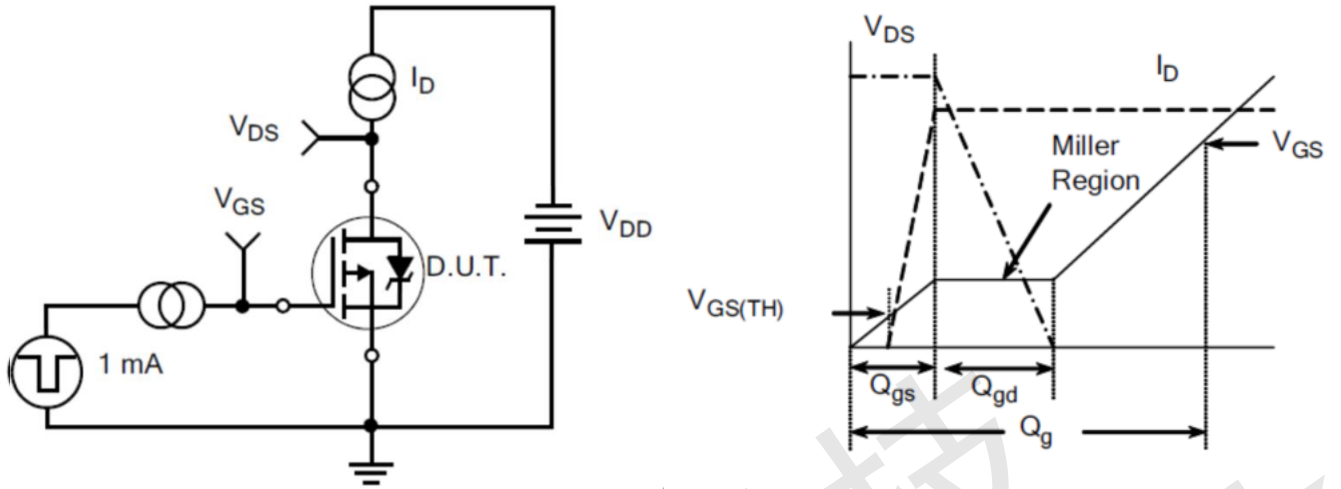 I_D
V_DS
V_GS
V_DD
D.U.T.
1 mA
V_DS
I_D
Miller
Region
V_GS
V_GS(TH)
Q_gs
Q_gd
Q_g